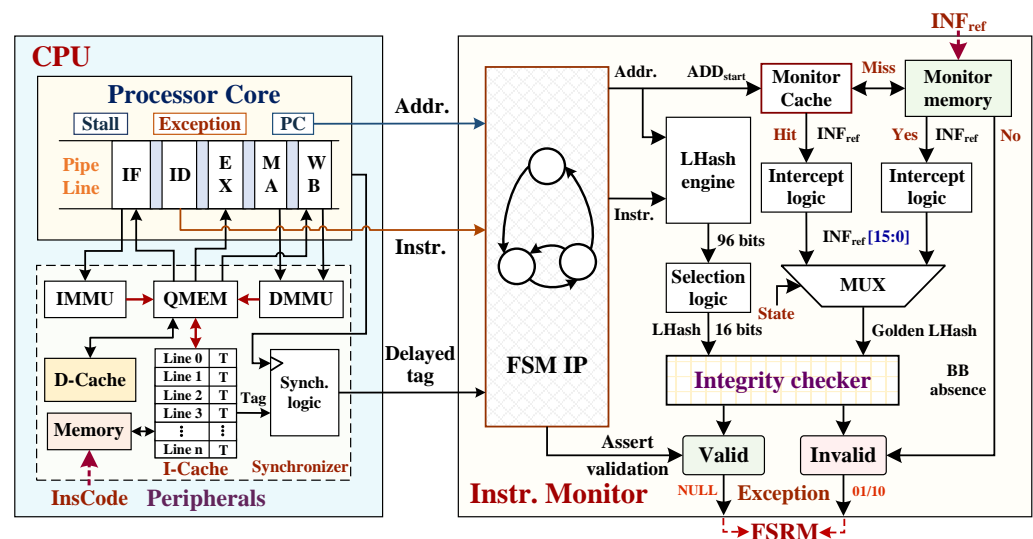 CPU
Processor Core
Stall
Exception
PC
Pipe
Line
IF
ID
E
X
M
A
W
B
IMMU
QMEM
DMMU
D-Cache
Memory
Line 0 T
Line 1 T
Line 2 T
Line 3 T
Line n T
I-Cache
Tag
Synch.
logic
Synchronizer
InsCode
Peripherals
Addr.
Instr.
Delayed
tag
FSM IP
INFref
Addr.
ADDstart
Monitor
Cache
Miss
Monitor
memory
Hit
INFref
Yes
INFref
No
LHash
engine
Instr.
Intercept
logic
Intercept
logic
96 bits
INFref [15:0]
Selection
logic
MUX
State
LHash
16 bits
Golden LHash
Integrity checker
BB
absence
Assert
validation
Valid
Invalid
Instr. Monitor
NULL
Exception
01/10
FSRM